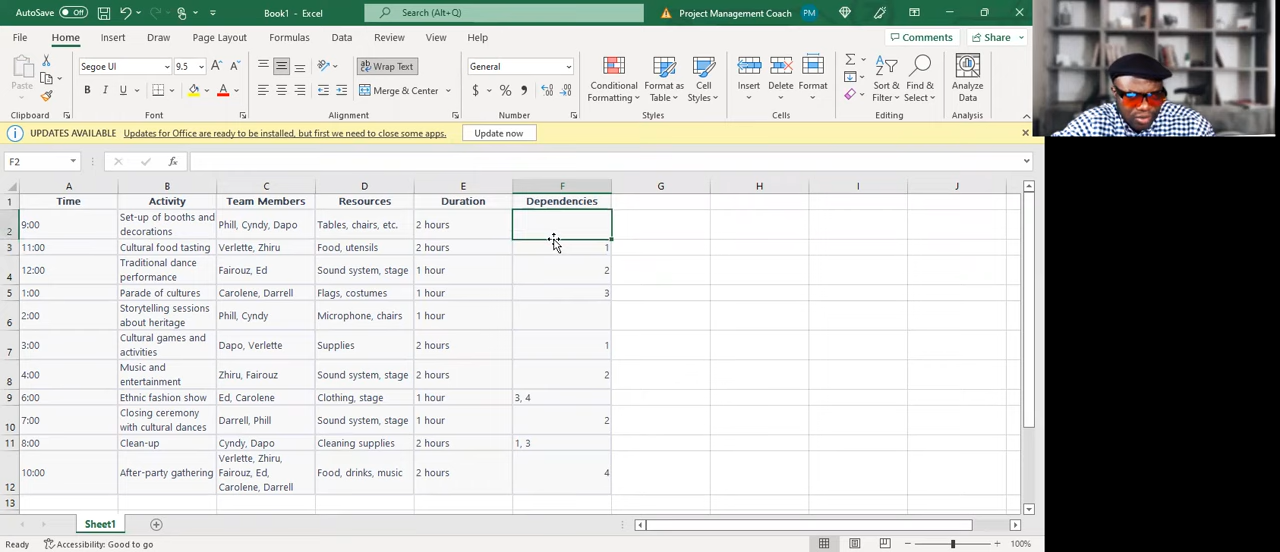 AutoSave Off Book1 - Excel Search (Alt+Q) Project Management Coach PM
File Home Insert Draw Page Layout Formulas Data Review View Help Comments Share
Paste Segoe UI 9.5 A A Wrap Text General Conditional Format as Cell Insert Delete Format Sort & Find & Analyze
B I U A Merge & Center $ % Formatting Table Styles Filter Select Data
Clipboard Font Alignment Number Styles Cells Editing Analysis
UPDATES AVAILABLE Updates for Office are ready to be installed, but first we need to close some apps. Update now
F2 fx
A B C D E F G H I J
1 Time Activity Team Members Resources Duration Dependencies
2 9:00 Set-up of booths and decorations Phill, Cyndy, Dapo Tables, chairs, etc. 2 hours
3 11:00 Cultural food tasting Verlette, Zhiru Food, utensils 2 hours 1
4 12:00 Traditional dance performance Fairouz, Ed Sound system, stage 1 hour 2
5 1:00 Parade of cultures Carolene, Darrell Flags, costumes 1 hour 3
6 2:00 Storytelling sessions about heritage Phill, Cyndy Microphone, chairs 1 hour
7 3:00 Cultural games and activities Dapo, Verlette Supplies 2 hours 1
8 4:00 Music and entertainment Zhiru, Fairouz Sound system, stage 2 hours 2
9 6:00 Ethnic fashion show Ed, Carolene Clothing, stage 1 hour 3, 4
10 7:00 Closing ceremony with cultural dances Darrell, Phill Sound system, stage 1 hour 2
11 8:00 Clean-up Cyndy, Dapo Cleaning supplies 2 hours 1, 3
12 10:00 After-party gathering Verlette, Zhiru, Fairouz, Ed, Carolene, Darrell Food, drinks, music 2 hours 4
13
Sheet1
Ready Accessibility: Good to go 100%